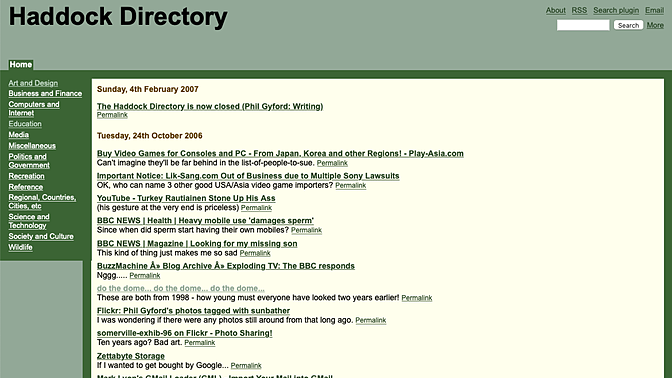 Haddock Directory
About RSS Search plugin Email
Search More
Home
Art and Design
Business and Finance
Computers and
Internet
Education
Media
Miscellaneous
Politics and
Government
Recreation
Reference
Regional, Countries,
Cities, etc
Science and
Technology
Society and Culture
Wildlife
Sunday, 4th February 2007
The Haddock Directory is now closed (Phil Gyford: Writing)
Permalink
Tuesday, 24th October 2006
Buy Video Games for Consoles and PC - From Japan, Korea and other Regions! - Play-Asia.com
Can't imagine they'll be far behind in the list-of-people-to-sue. Permalink
Important Notice: Lik-Sang.com Out of Business due to Multiple Sony Lawsuits
OK, who can name 3 other good USA/Asia video game importers? Permalink
YouTube - Turkey Rautiainen Stone Up His Ass
(his gesture at the very end is priceless) Permalink
BBC NEWS | Health | Heavy mobile use 'damages sperm'
Since when did sperm start having their own mobiles? Permalink
BBC NEWS | Magazine | Looking for my missing son
This kind of thing just makes me so sad Permalink
BuzzMachine Â» Blog Archive Â» Exploding TV: The BBC responds
Nggg..... Permalink
do the dome... do the dome... do the dome...
These are both from 1998 - how young must everyone have looked two years earlier! Permalink
Flickr: Phil Gyford's photos tagged with sunbather
I was wondering if there were any photos still around from that long ago. Permalink
somerville-exhib-96 on Flickr - Photo Sharing!
Ten years ago? Bad art. Permalink
Zettabyte Storage
If I wanted to get bought by Google... Permalink